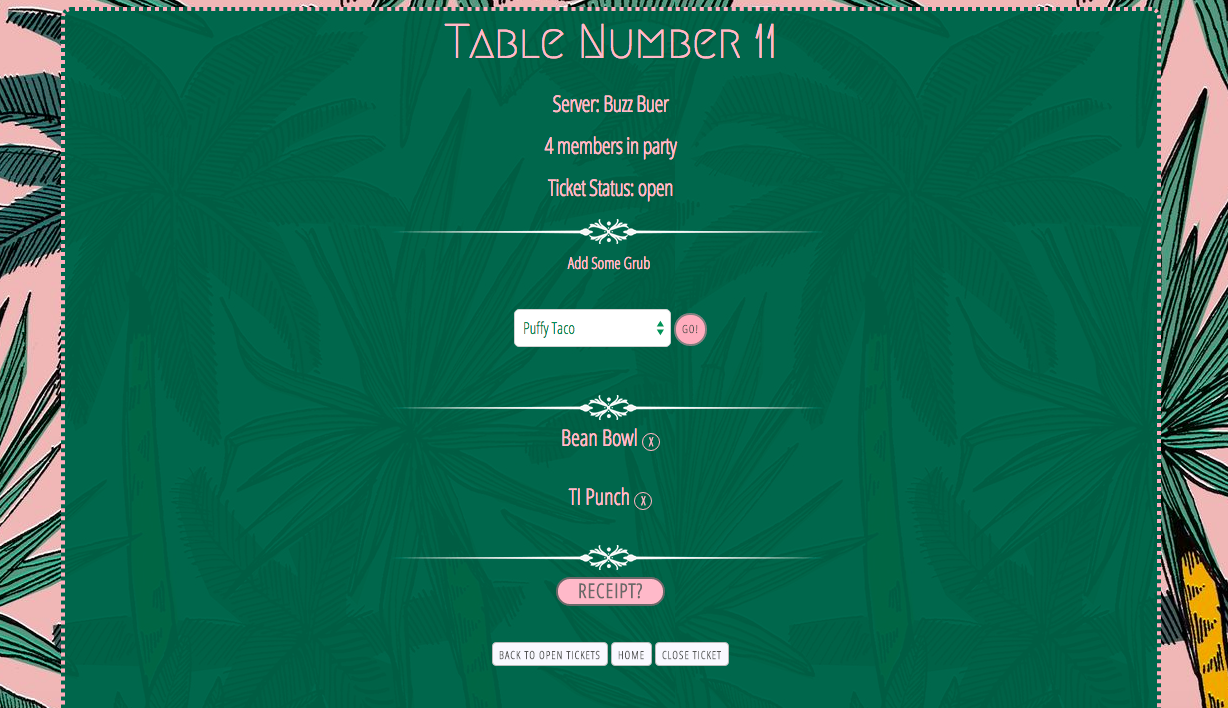 Table Number 11
Server: Buzz Buer
4 members in party
Ticket Status: open
Add Some Grub
Puffy Taco GO!
Bean Bowl X
TI Punch X
RECEIPT?
BACK TO OPEN TICKETS HOME CLOSE TICKET